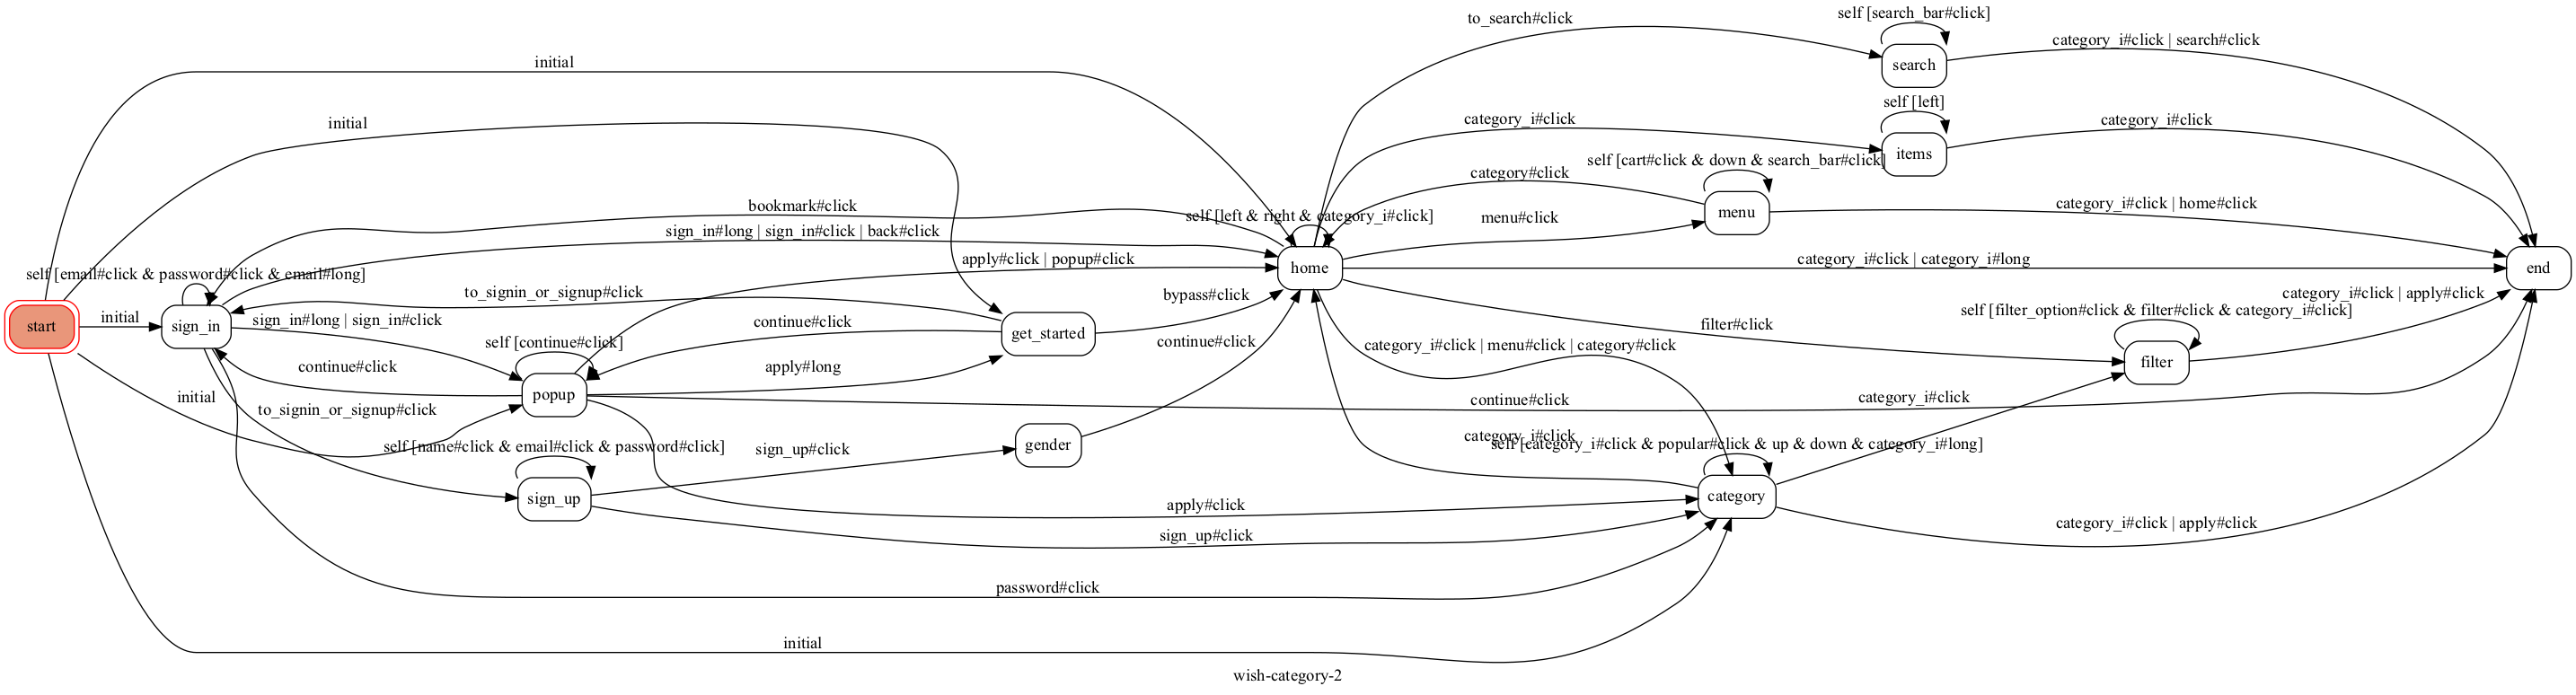 to_search#click
self [search_bar#click]
category_i#click | search#click
search
initial
self [left]
category_i#click
category_i#click
items
initial
self [cart#click & down & search_bar#click]
category#click
menu
menu#click
category_i#click | home#click
bookmark#click
self [left & right & category_i#click]
sign_in#long | sign_in#click | back#click
apply#click | popup#click
home
category_i#click | category_i#long
end
self [email#click & password#click & email#long]
to_signin_or_signup#click
bypass#click
category_i#click | apply#click
start
initial
sign_in
sign_in#long | sign_in#click
continue#click
get_started
filter#click
self [filter_option#click & filter#click & category_i#click]
self [continue#click]
continue#click
category_i#click | menu#click | category#click
filter
continue#click
apply#long
popup
initial
continue#click
category_i#click
to_signin_or_signup#click
self [name#click & email#click & password#click]
sign_up#click
gender
category_i#click
self [category_i#click & popular#click & up & down & category_i#long]
sign_up
apply#click
category
sign_up#click
category_i#click | apply#click
password#click
initial
wish-category-2